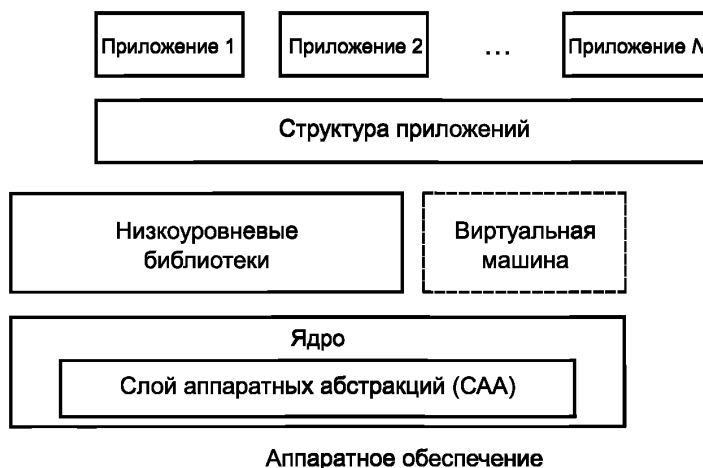 Приложение 1 Приложение 2 ... Приложение N
Структура приложений
Низкоуровневые
библиотеки
Виртуальная
машина
Ядро
Слой аппаратных абстракций (САА)
Аппаратное обеспечение